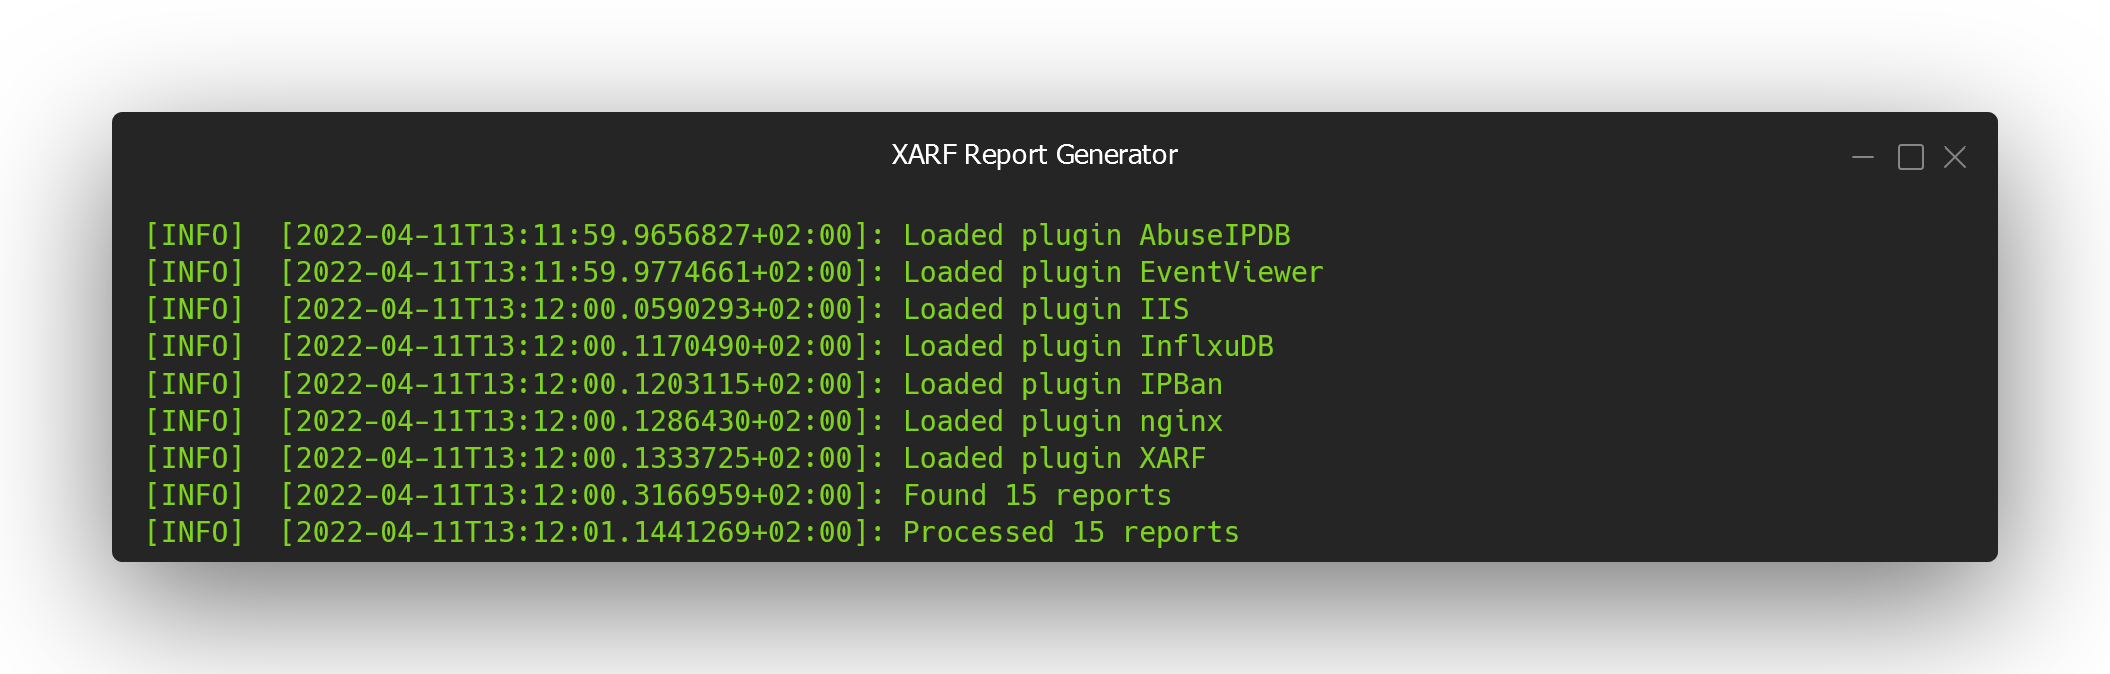 XARF Report Generator
[INFO]  [2022-04-11T13:11:59.9656827+02:00]: Loaded plugin AbuseIPDB
[INFO]  [2022-04-11T13:11:59.9774661+02:00]: Loaded plugin EventViewer
[INFO]  [2022-04-11T13:12:00.0590293+02:00]: Loaded plugin IIS
[INFO]  [2022-04-11T13:12:00.1170490+02:00]: Loaded plugin InflxuDB
[INFO]  [2022-04-11T13:12:00.1203115+02:00]: Loaded plugin IPBan
[INFO]  [2022-04-11T13:12:00.1286430+02:00]: Loaded plugin nginx
[INFO]  [2022-04-11T13:12:00.1333725+02:00]: Loaded plugin XARF
[INFO]  [2022-04-11T13:12:00.3166959+02:00]: Found 15 reports
[INFO]  [2022-04-11T13:12:01.1441269+02:00]: Processed 15 reports